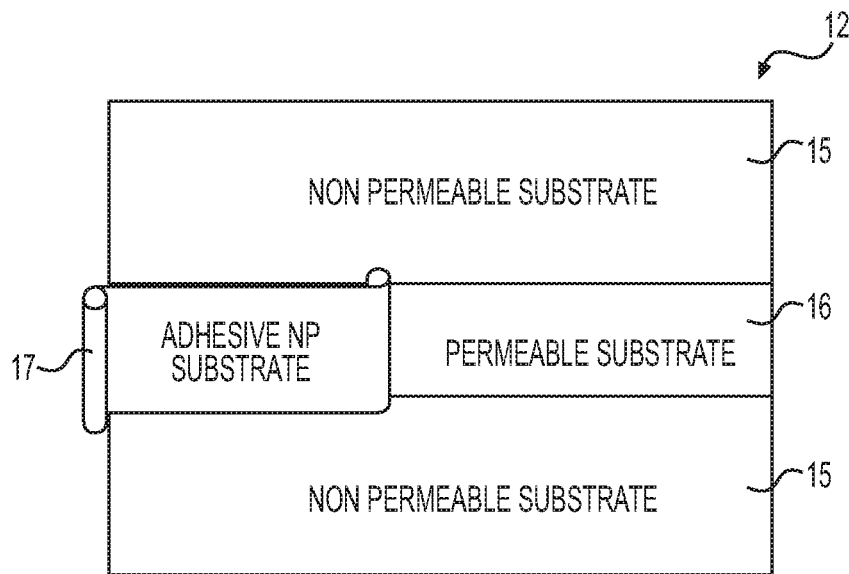 12
NON PERMEABLE SUBSTRATE
15
ADHESIVE NP
SUBSTRATE
17
PERMEABLE SUBSTRATE
16
NON PERMEABLE SUBSTRATE
15